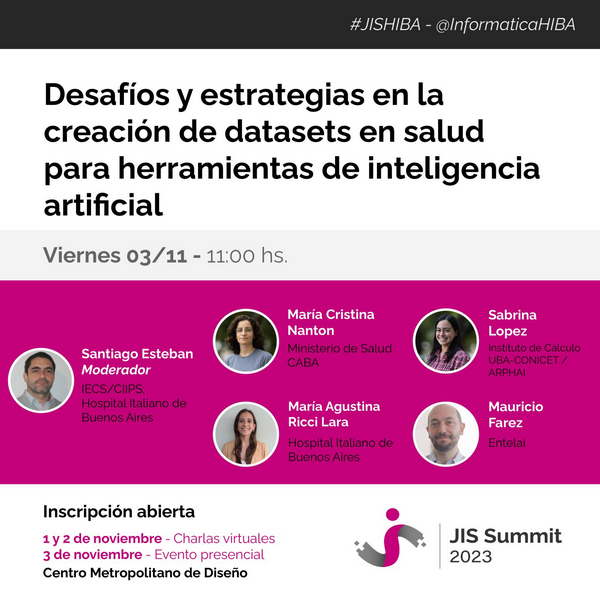 #JISHIBA - @InformaticaHIBA
Desafíos y estrategias en la
creación de datasets en salud
para herramientas de inteligencia
artificial
Viernes 03/11 - 11:00 hs.
Santiago Esteban
Moderador
IECS/CIIPS,
Hospital Italiano de
Buenos Aires
María Cristina
Nanton
Ministerio de Salud
CABA
Sabrina
Lopez
Instituto de Cálculo
UBA-CONICET /
ARPHAI
María Agustina
Ricci Lara
Hospital Italiano de
Buenos Aires
Mauricio
Farez
Entelai
Inscripción abierta
1 y 2 de noviembre - Charlas virtuales
3 de noviembre - Evento presencial
Centro Metropolitano de Diseño
JIS Summit
2023